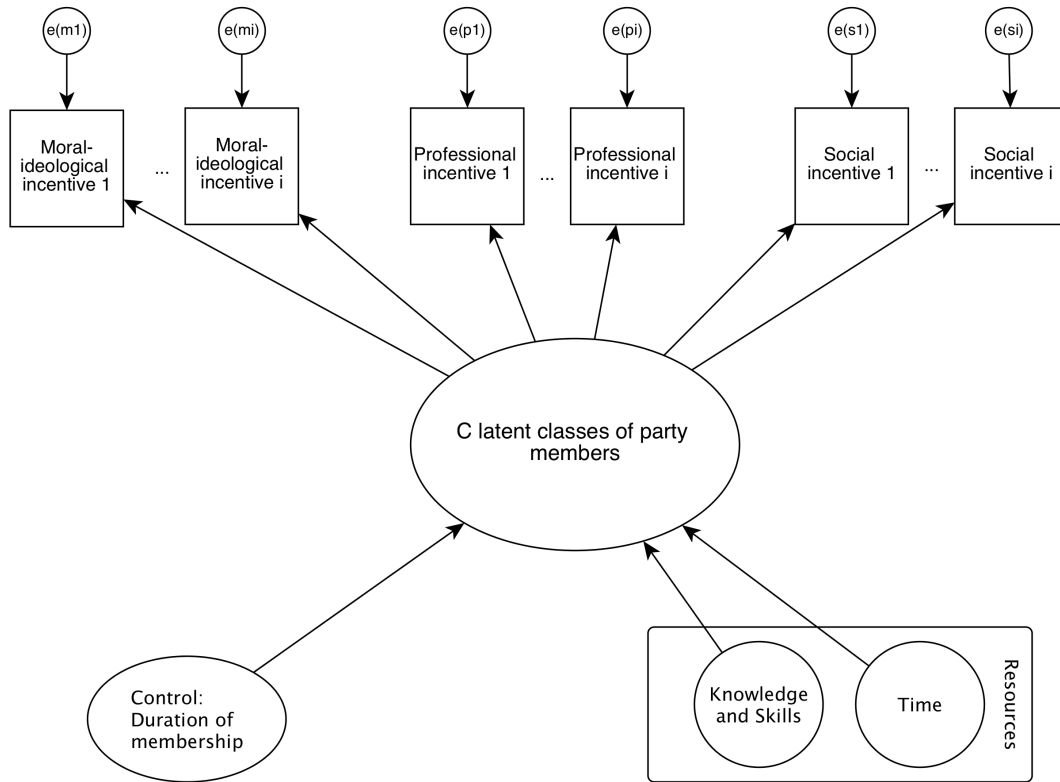 e(m1)
e(mi)
e(p1)
e(pi)
e(s1)
e(si)
Moral-
ideological
incentive 1
...
Moral-
ideological
incentive i
Professional
incentive 1
...
Professional
incentive i
Social
incentive 1
...
Social
incentive i
C latent classes of party
members
Control:
Duration of
membership
Knowledge
and Skills
Time
Resources